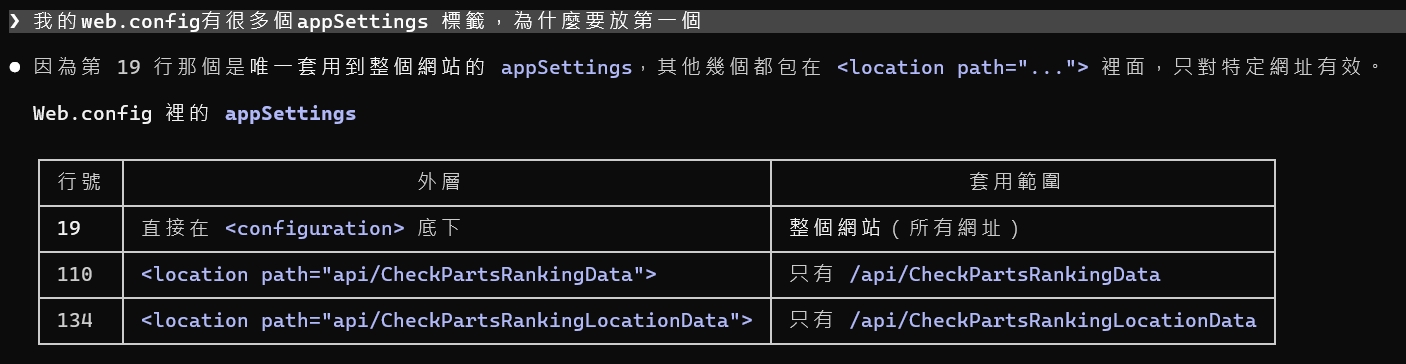 ❯ 我的web.config有很多個appSettings 標籤，為什麼要放第一個
● 因為第 19 行那個是唯一套用到整個網站的 appSettings，其他幾個都包在 <location path="..."> 裡面，只對特定網址有效。
Web.config 裡的 appSettings
行號 外層 套用範圍
19 直接在 <configuration> 底下 整個網站（所有網址）
110 <location path="api/CheckPartsRankingData"> 只有 /api/CheckPartsRankingData
134 <location path="api/CheckPartsRankingLocationData"> 只有 /api/CheckPartsRankingLocationData